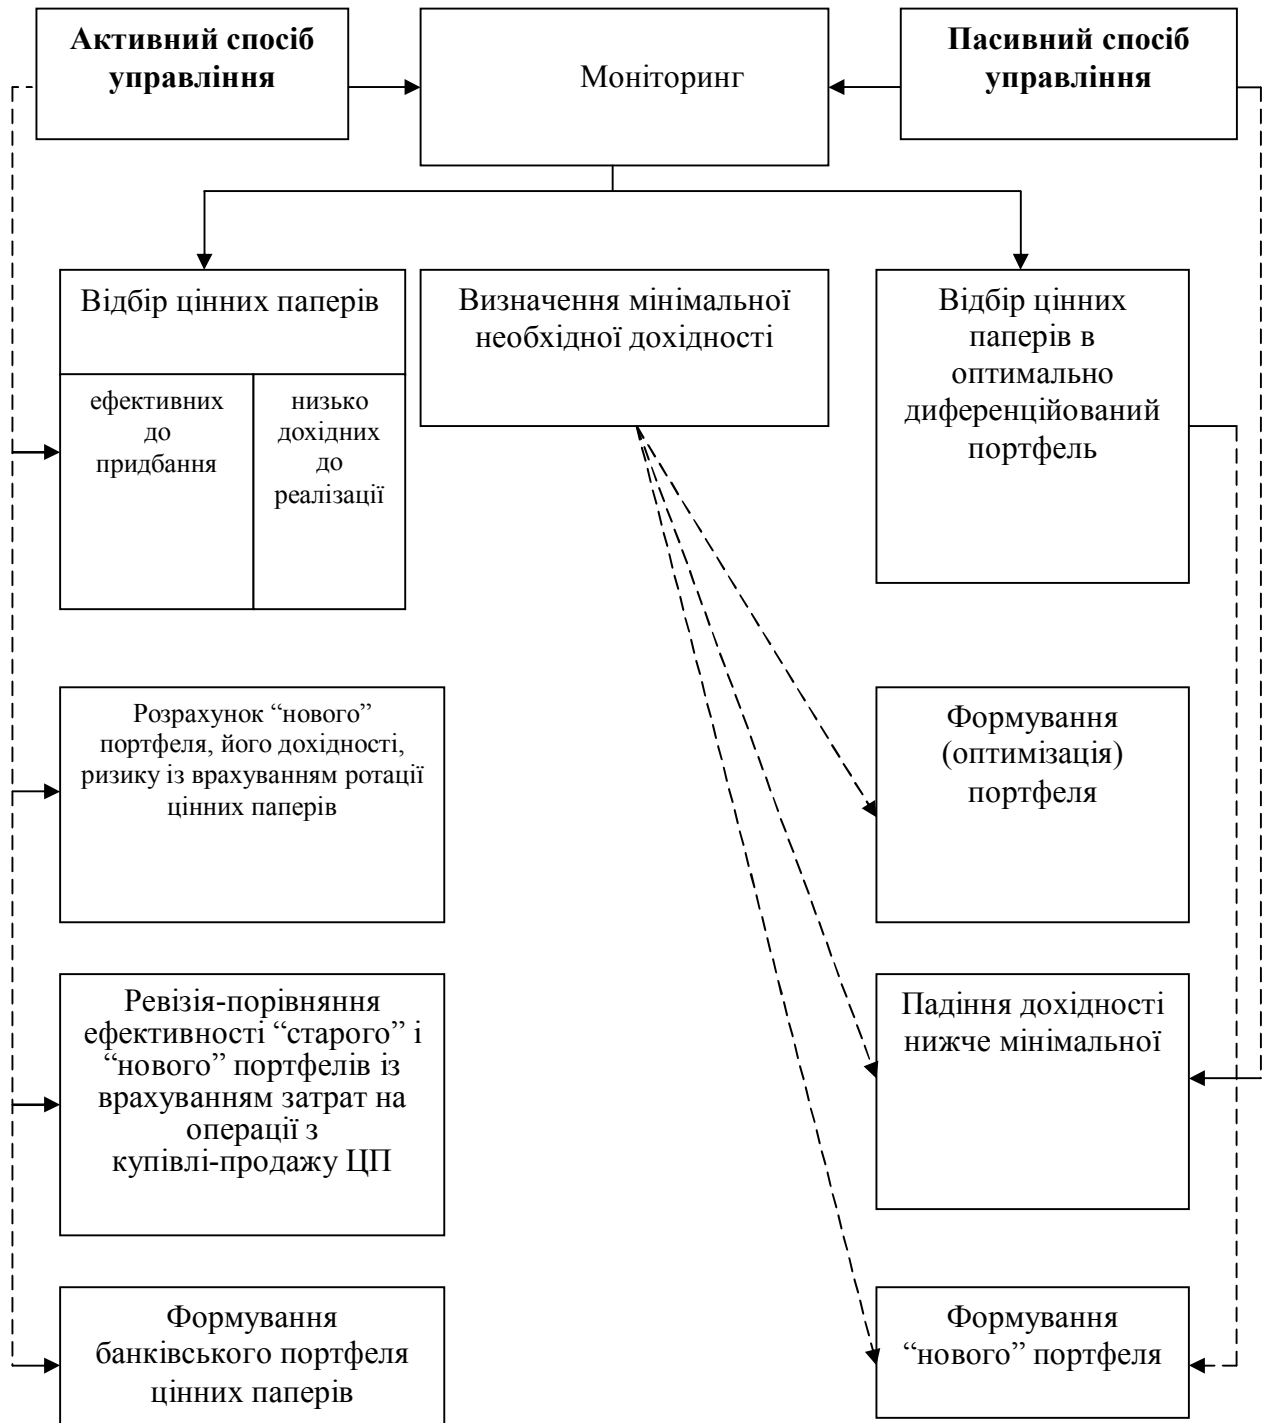 Активний спосіб
управління
Моніторинг
Пасивний спосіб
управління
Відбір цінних паперів
ефективних
до
придбання
низько
дохідних
до
реалізації
Визначення мінімальної
необхідної дохідності
Відбір цінних
паперів в
оптимально
диференційований
портфель
Розрахунок “нового”
портфеля, його дохідності,
ризику із врахуванням ротації
цінних паперів
Формування
(оптимізація)
портфеля
Ревізія-порівняння
ефективності “старого” і
“нового” портфелів із
врахуванням затрат на
операції з
купівлі-продажу ЦП
Падіння дохідності
нижче мінімальної
Формування
банківського портфеля
цінних паперів
Формування
“нового” портфеля